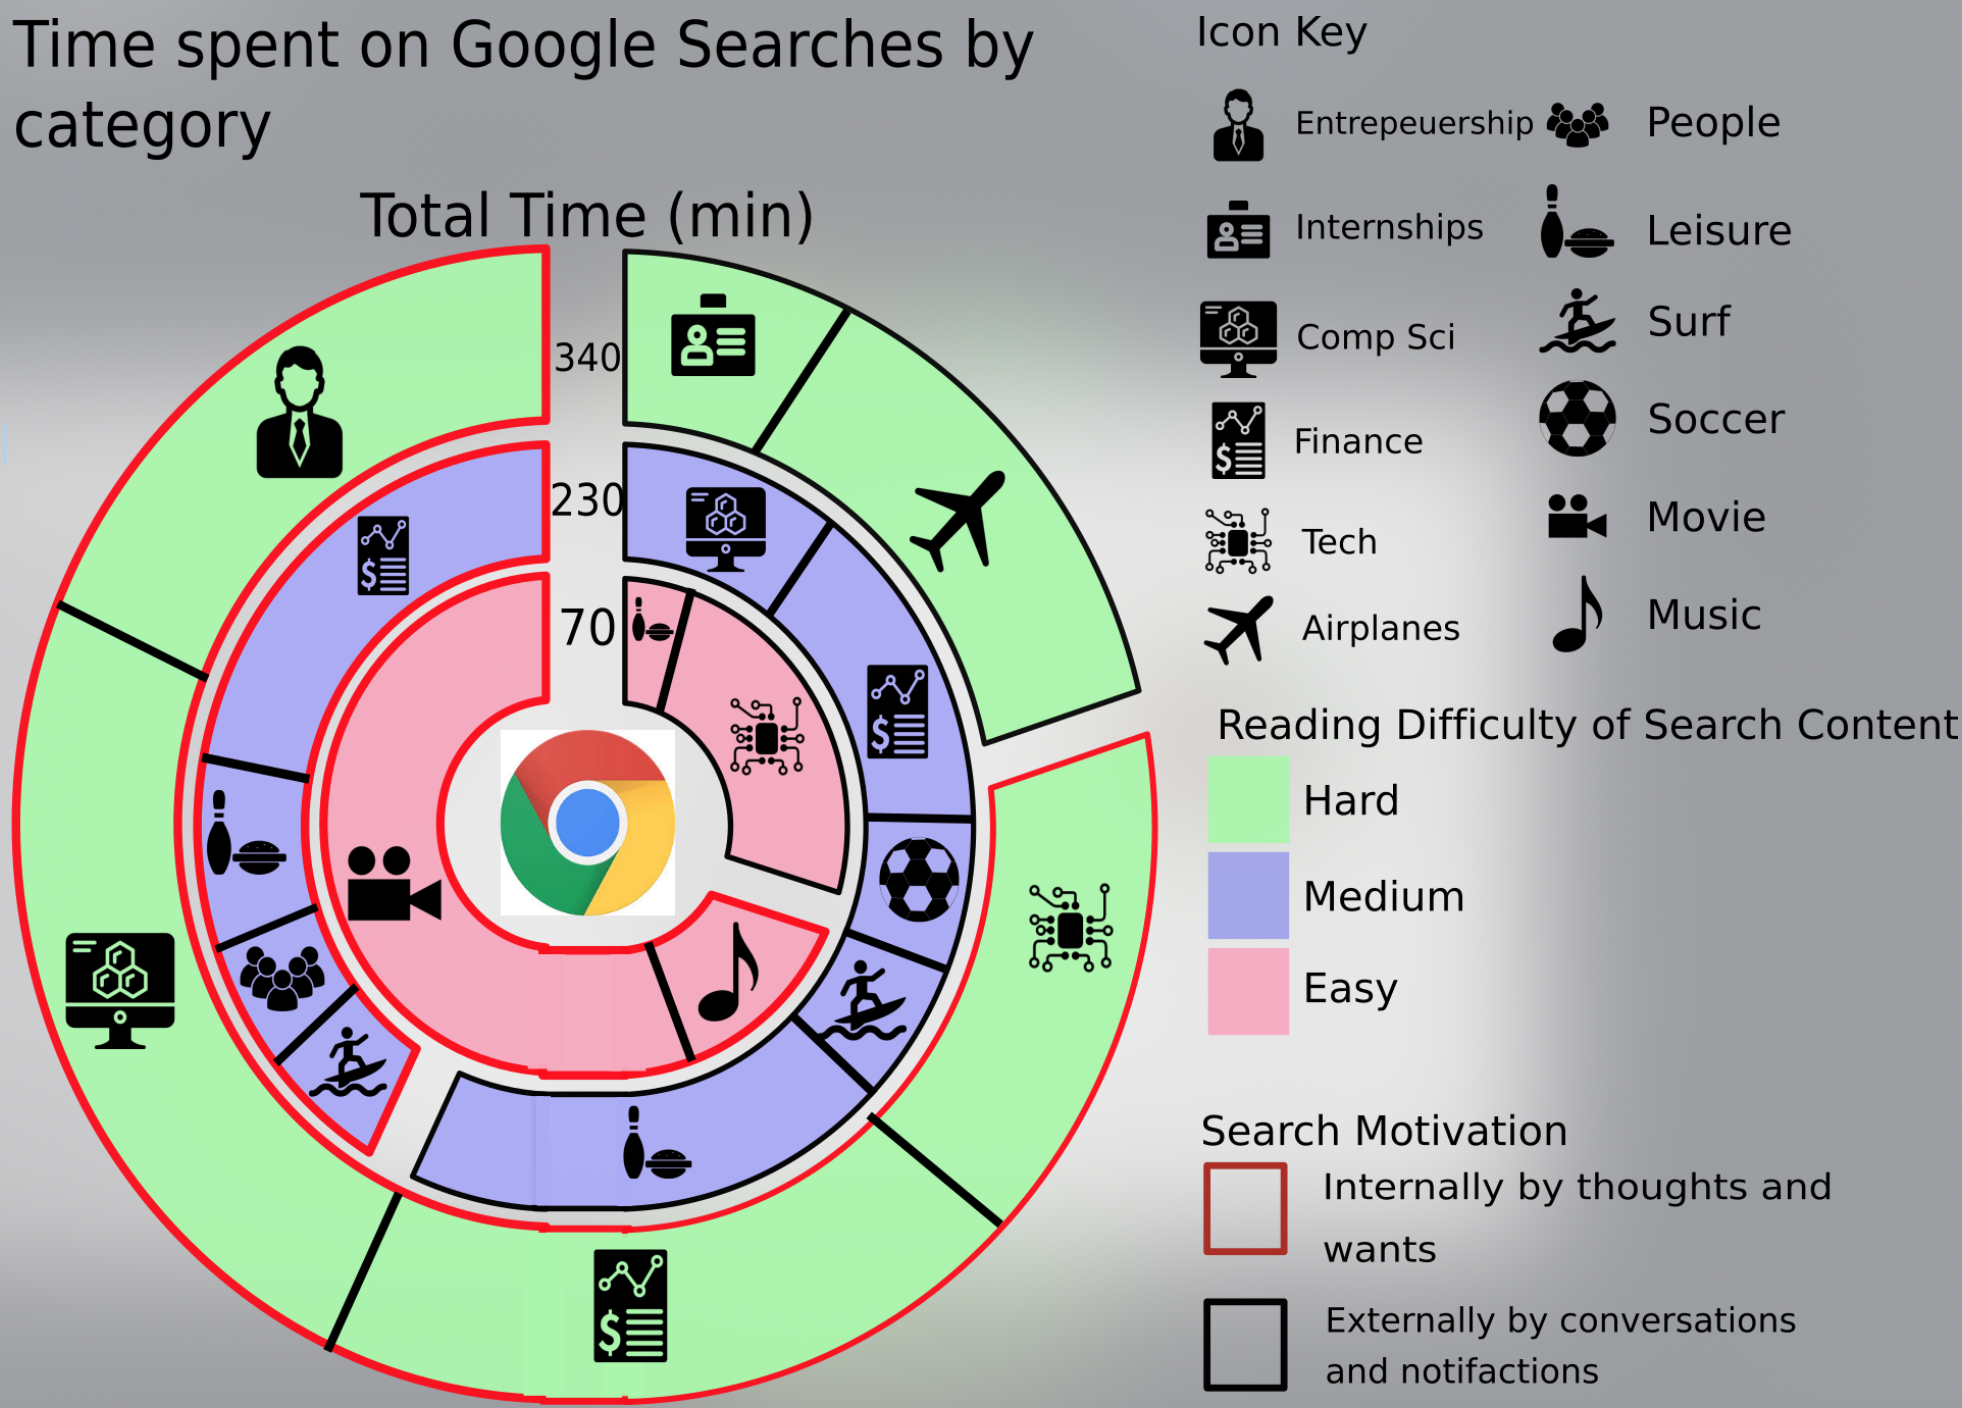 Time spent on Google Searches by
category
Total Time (min)
340
230
70
Icon Key
Entrepeuership
People
Internships
Leisure
Comp Sci
Surf
Finance
Soccer
Tech
Movie
Airplanes
Music
Reading Difficulty of Search Content
Hard
Medium
Easy
Search Motivation
Internally by thoughts and
wants
Externally by conversations
and notifactions